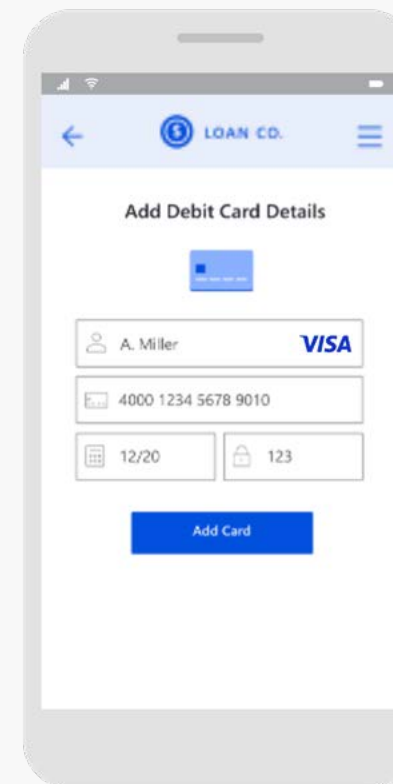 LOAN CO.
Add Debit Card Details
A. Miller VISA
4000 1234 5678 9010
12/20 123
Add Card